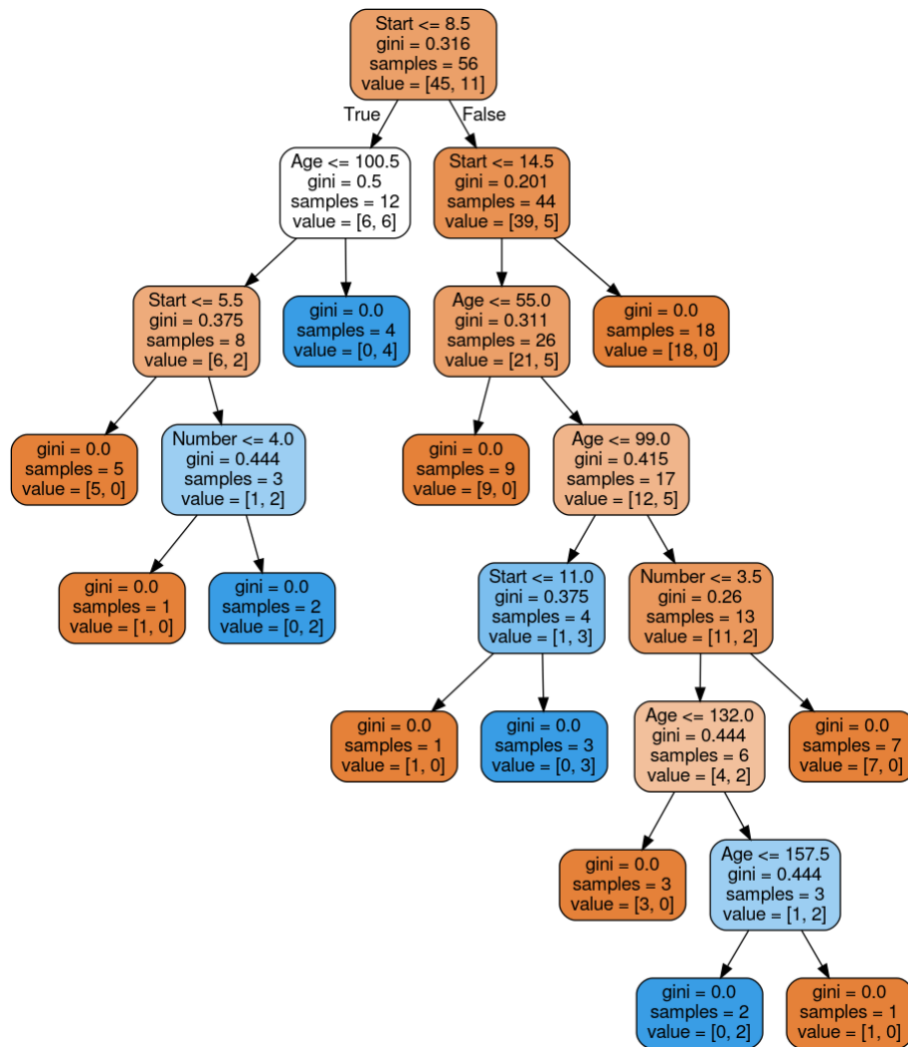 Start <= 8.5
gini = 0.316
samples = 56
value = [45, 11]
True
False
Age <= 100.5
gini = 0.5
samples = 12
value = [6, 6]
Start <= 14.5
gini = 0.201
samples = 44
value = [39, 5]
Start <= 5.5
gini = 0.375
samples = 8
value = [6, 2]
gini = 0.0
samples = 4
value = [0, 4]
Age <= 55.0
gini = 0.311
samples = 26
value = [21, 5]
gini = 0.0
samples = 18
value = [18, 0]
gini = 0.0
samples = 5
value = [5, 0]
Number <= 4.0
gini = 0.444
samples = 3
value = [1, 2]
gini = 0.0
samples = 9
value = [9, 0]
Age <= 99.0
gini = 0.415
samples = 17
value = [12, 5]
gini = 0.0
samples = 1
value = [1, 0]
gini = 0.0
samples = 2
value = [0, 2]
Start <= 11.0
gini = 0.375
samples = 4
value = [1, 3]
Number <= 3.5
gini = 0.26
samples = 13
value = [11, 2]
gini = 0.0
samples = 1
value = [1, 0]
gini = 0.0
samples = 3
value = [0, 3]
Age <= 132.0
gini = 0.444
samples = 6
value = [4, 2]
gini = 0.0
samples = 7
value = [7, 0]
gini = 0.0
samples = 3
value = [3, 0]
Age <= 157.5
gini = 0.444
samples = 3
value = [1, 2]
gini = 0.0
samples = 2
value = [0, 2]
gini = 0.0
samples = 1
value = [1, 0]